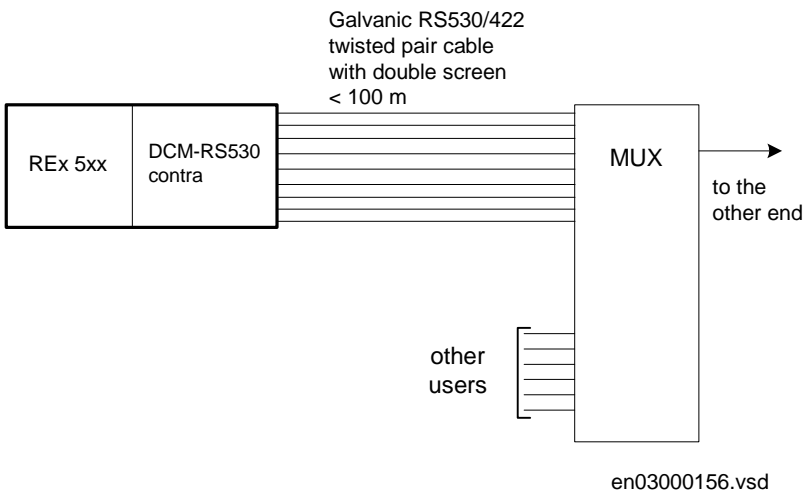 Galvanic RS530/422
twisted pair cable
with double screen
< 100 m
REx 5xx
DCM-RS530
contra
MUX
to the
other end
other
users
en03000156.vsd